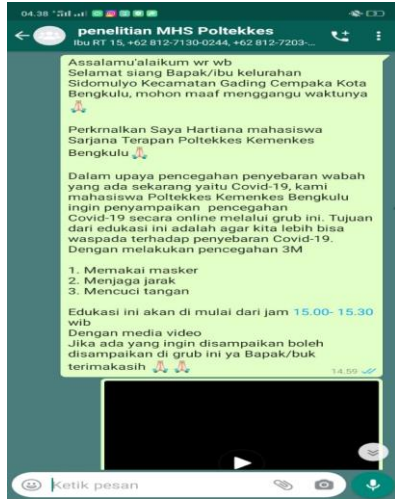 04.38
penelitian MHS Poltekkes
Ibu RT 15, +62 812-7130-0244, +62 812-7203-...
Assalamu'alaikum wr wb
Selamat siang Bapak/ibu kelurahan
Sidomulyo Kecamatan Gading Cempaka Kota
Bengkulu, mohon maaf menggangu waktunya
🙏
Perkrnalkan Saya Hartiana mahasiswa
Sarjana Terapan Poltekkes Kemenkes
Bengkulu 🙏
Dalam upaya pencegahan penyebaran wabah
yang ada sekarang yaitu Covid-19, kami
mahasiswa Poltekkes Kemenkes Bengkulu
ingin penyampaikan pencegahan
Covid-19 secara online melalui grub ini. Tujuan
dari edukasi ini adalah agar kita lebih bisa
waspada terhadap penyebaran Covid-19.
Dengan melakukan pencegahan 3M
1. Memakai masker
2. Menjaga jarak
3. Mencuci tangan
Edukasi ini akan di mulai dari jam 15.00- 15.30
wib
Dengan media video
Jika ada yang ingin disampaikan boleh
disampaikan di grub ini ya Bapak/buk
terimakasih 🙏 🙏
14.59
Ketik pesan